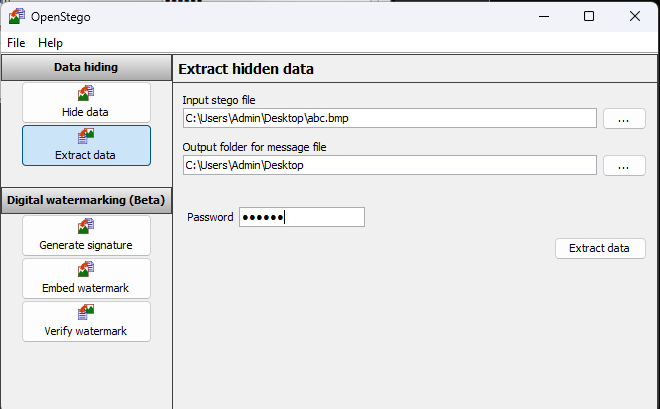 OpenStego
File Help
Data hiding
Hide data
Extract data
Digital watermarking (Beta)
Generate signature
Embed watermark
Verify watermark
Extract hidden data
Input stego file
C:\Users\Admin\Desktop\abc.bmp
...
Output folder for message file
C:\Users\Admin\Desktop
...
Password ●●●●●●
Extract data